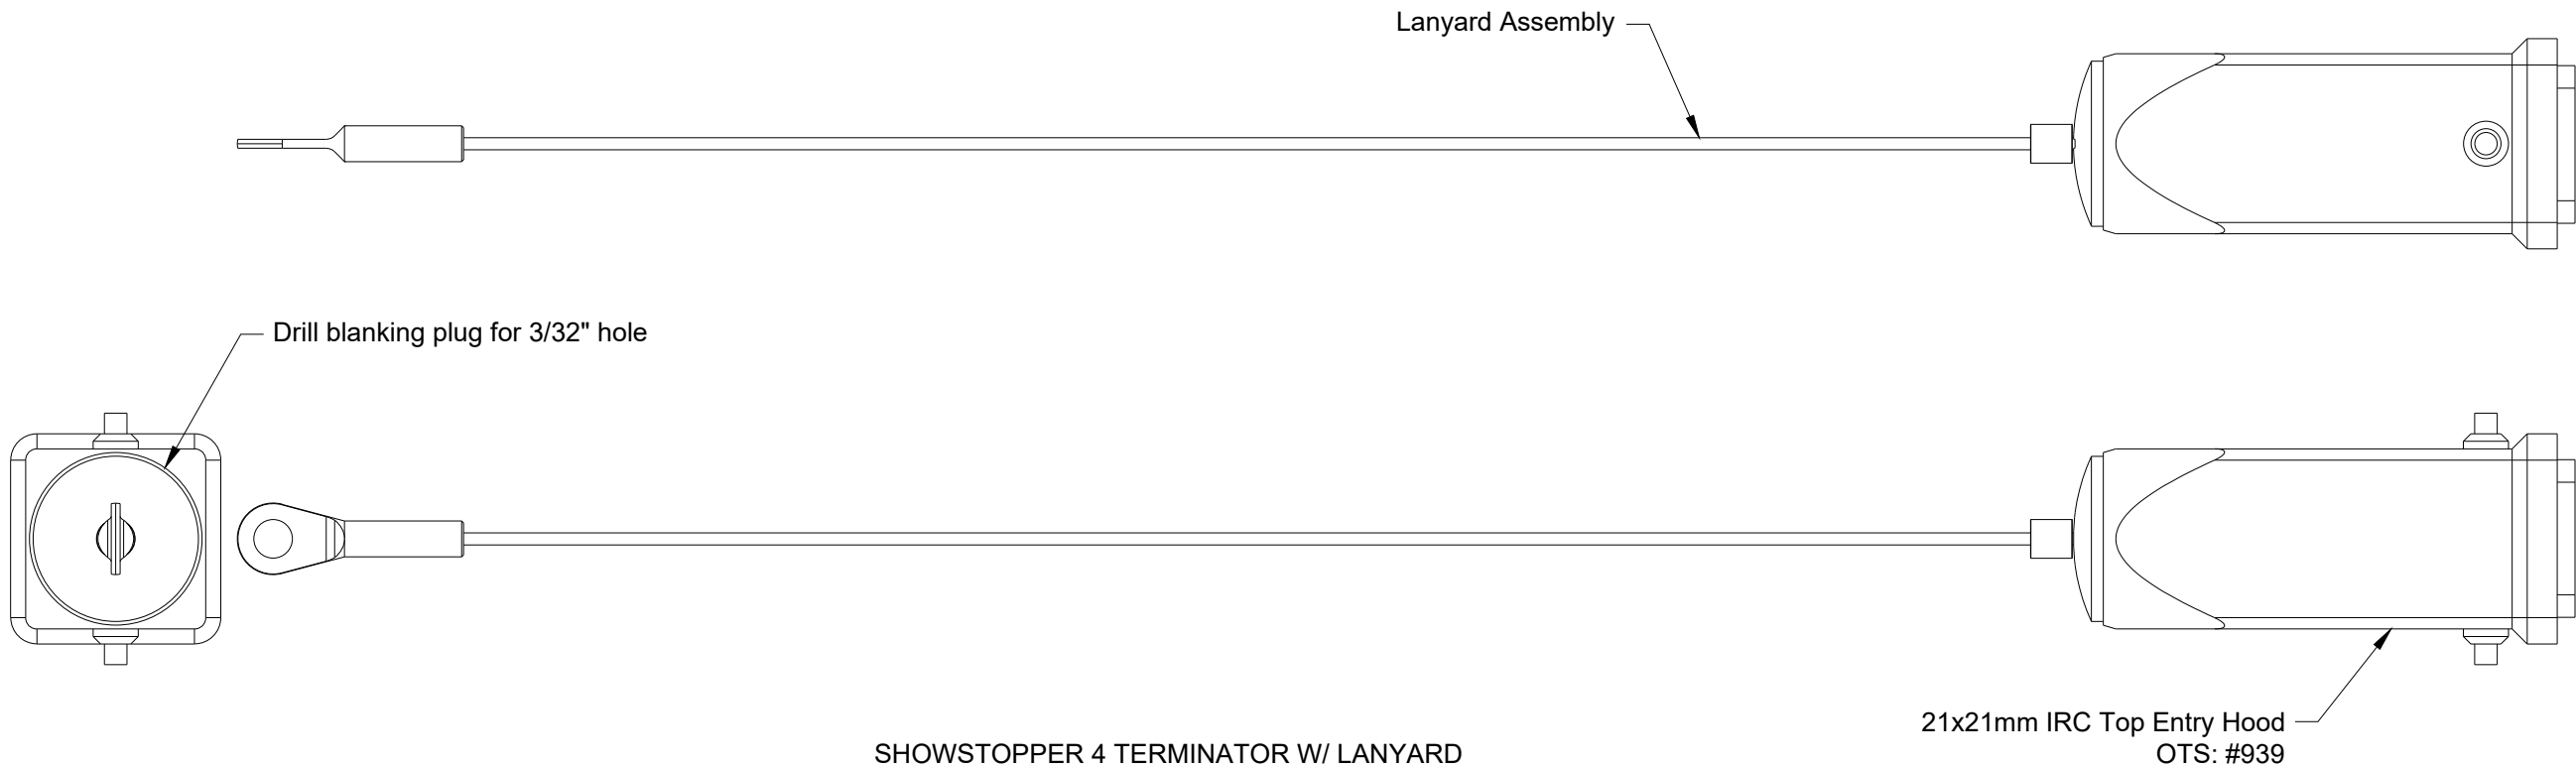 Lanyard Assembly
Drill blanking plug for 3/32" hole
21x21mm IRC Top Entry Hood
OTS: #939
SHOWSTOPPER 4 TERMINATOR W/ LANYARD